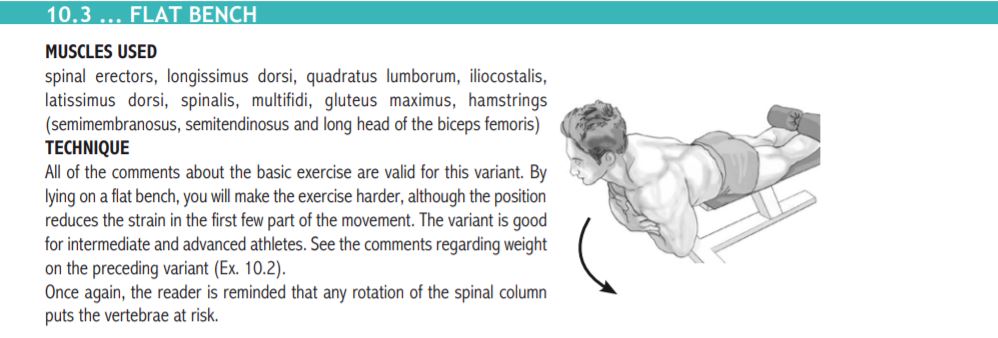 10.3 ... FLAT BENCH
MUSCLES USED
spinal erectors, longissimus dorsi, quadratus lumborum, iliocostalis,
latissimus dorsi, spinalis, multifidi, gluteus maximus, hamstrings
(semimembranosus, semitendinosus and long head of the biceps femoris)
TECHNIQUE
All of the comments about the basic exercise are valid for this variant. By
lying on a flat bench, you will make the exercise harder, although the position
reduces the strain in the first few part of the movement. The variant is good
for intermediate and advanced athletes. See the comments regarding weight
on the preceding variant (Ex. 10.2).
Once again, the reader is reminded that any rotation of the spinal column
puts the vertebrae at risk.